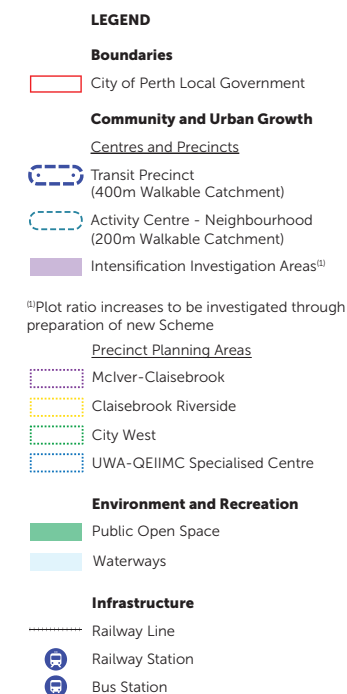 LEGEND
Boundaries
City of Perth Local Government
Community and Urban Growth
Centres and Precincts
Transit Precinct
(400m Walkable Catchment)
Activity Centre - Neighbourhood
(200m Walkable Catchment)
Intensification Investigation Areas(1)
(1)Plot ratio increases to be investigated through
preparation of new Scheme
Precinct Planning Areas
McIver-Claisebrook
Claisebrook Riverside
City West
UWA-QEIIMC Specialised Centre
Environment and Recreation
Public Open Space
Waterways
Infrastructure
Railway Line
Railway Station
Bus Station